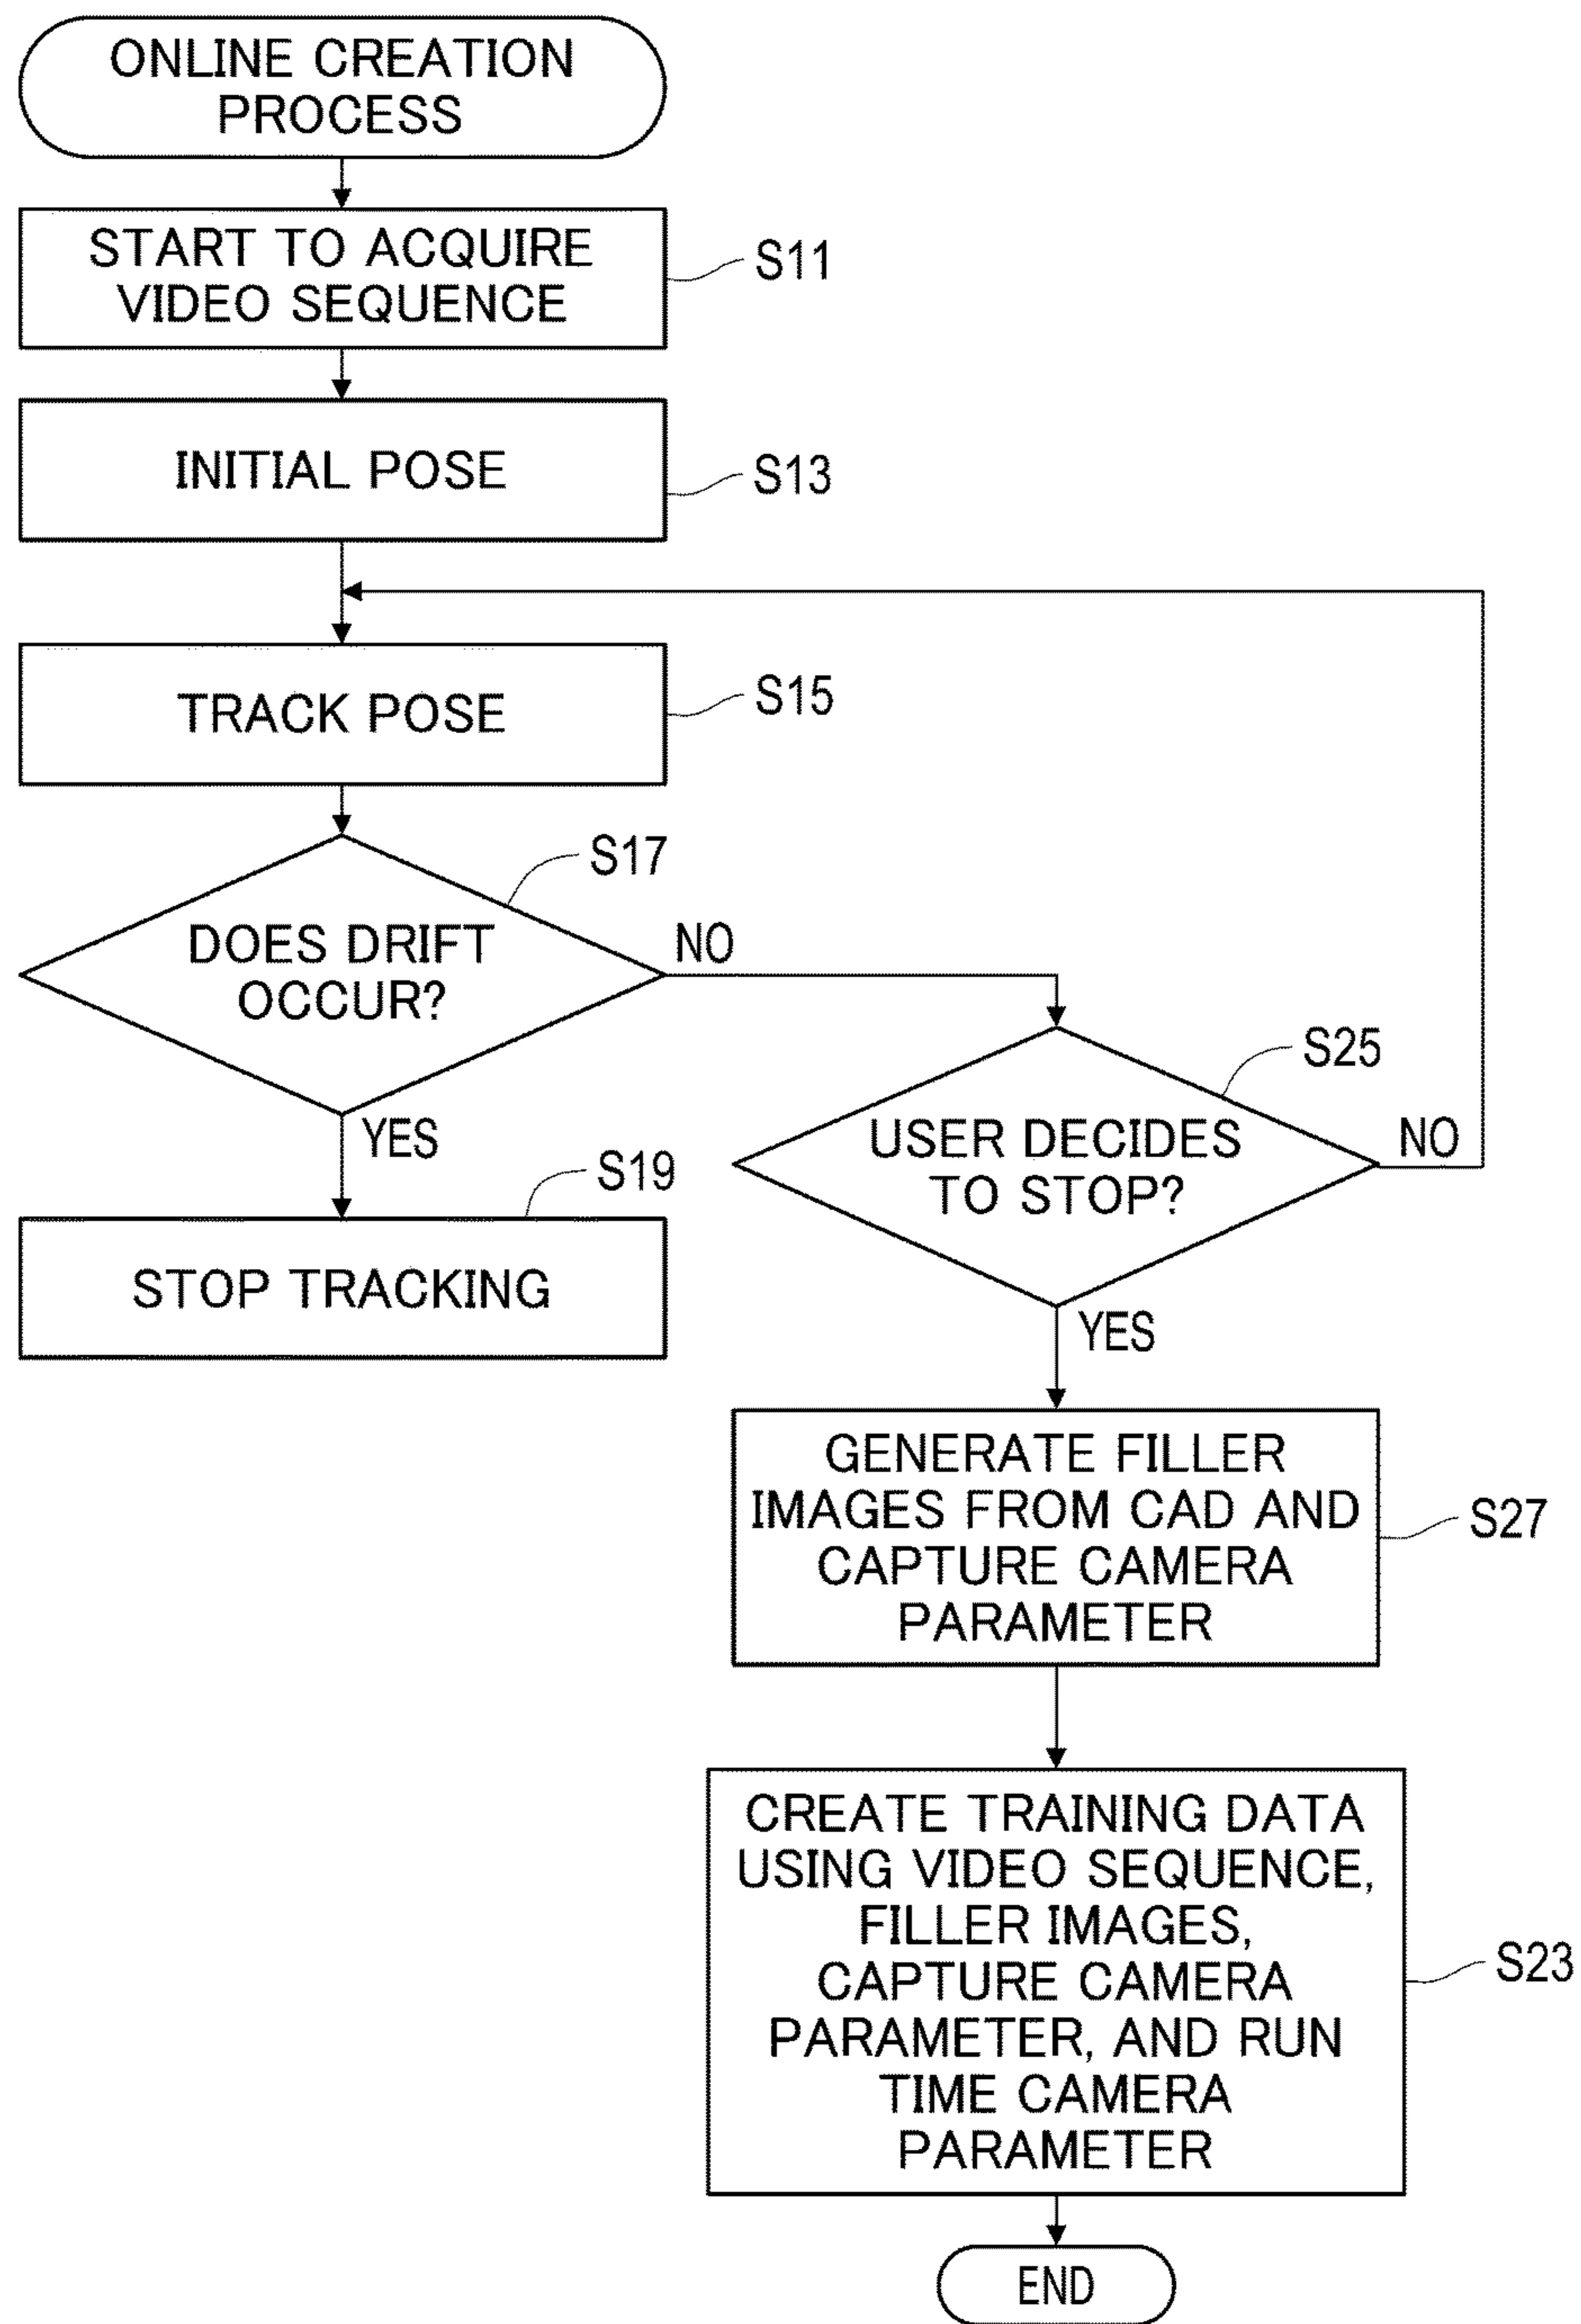 ONLINE CREATION
PROCESS
START TO ACQUIRE
VIDEO SEQUENCE
S11
INITIAL POSE
S13
TRACK POSE
S15
S17
DOES DRIFT
OCCUR?
NO
YES
S19
STOP TRACKING
S25
USER DECIDES
TO STOP?
NO
YES
GENERATE FILLER
IMAGES FROM CAD AND
CAPTURE CAMERA
PARAMETER
S27
CREATE TRAINING DATA
USING VIDEO SEQUENCE,
FILLER IMAGES,
CAPTURE CAMERA
PARAMETER, AND RUN
TIME CAMERA
PARAMETER
S23
END